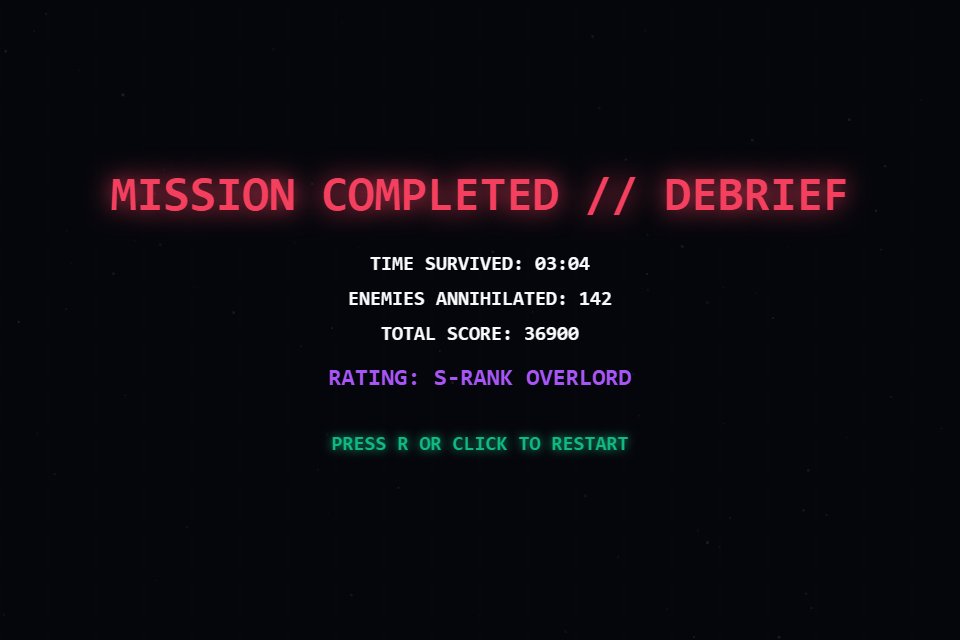 MISSION COMPLETED // DEBRIEF
TIME SURVIVED: 03:04
ENEMIES ANNIHILATED: 142
TOTAL SCORE: 36900
RATING: S-RANK OVERLORD
PRESS R OR CLICK TO RESTART